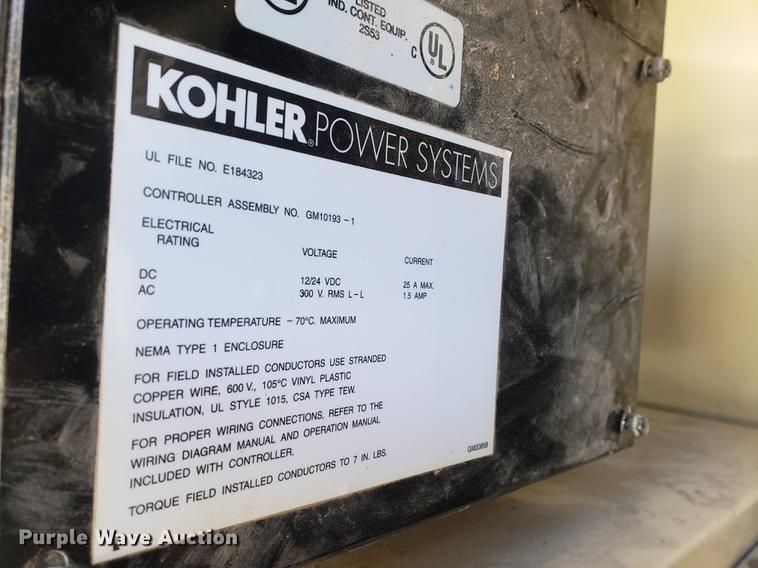 LISTED
IND. CONT. EQUIP.
2S53
C UL
KOHLER® POWER SYSTEMS
UL FILE NO. E184323
CONTROLLER ASSEMBLY NO. GM10193-1
ELECTRICAL
RATING
VOLTAGE CURRENT
DC 12/24 VDC 25 A MAX.
AC 300 V. RMS L-L 1.5 AMP
OPERATING TEMPERATURE -70°C. MAXIMUM
NEMA TYPE 1 ENCLOSURE
FOR FIELD INSTALLED CONDUCTORS USE STRANDED
COPPER WIRE, 600 V., 105°C VINYL PLASTIC
INSULATION, UL STYLE 1015, CSA TYPE TEW.
FOR PROPER WIRING CONNECTIONS, REFER TO THE
WIRING DIAGRAM MANUAL AND OPERATION MANUAL
INCLUDED WITH CONTROLLER.
TORQUE FIELD INSTALLED CONDUCTORS TO 7 IN. LBS.
GM20858
Purple Wave Auction